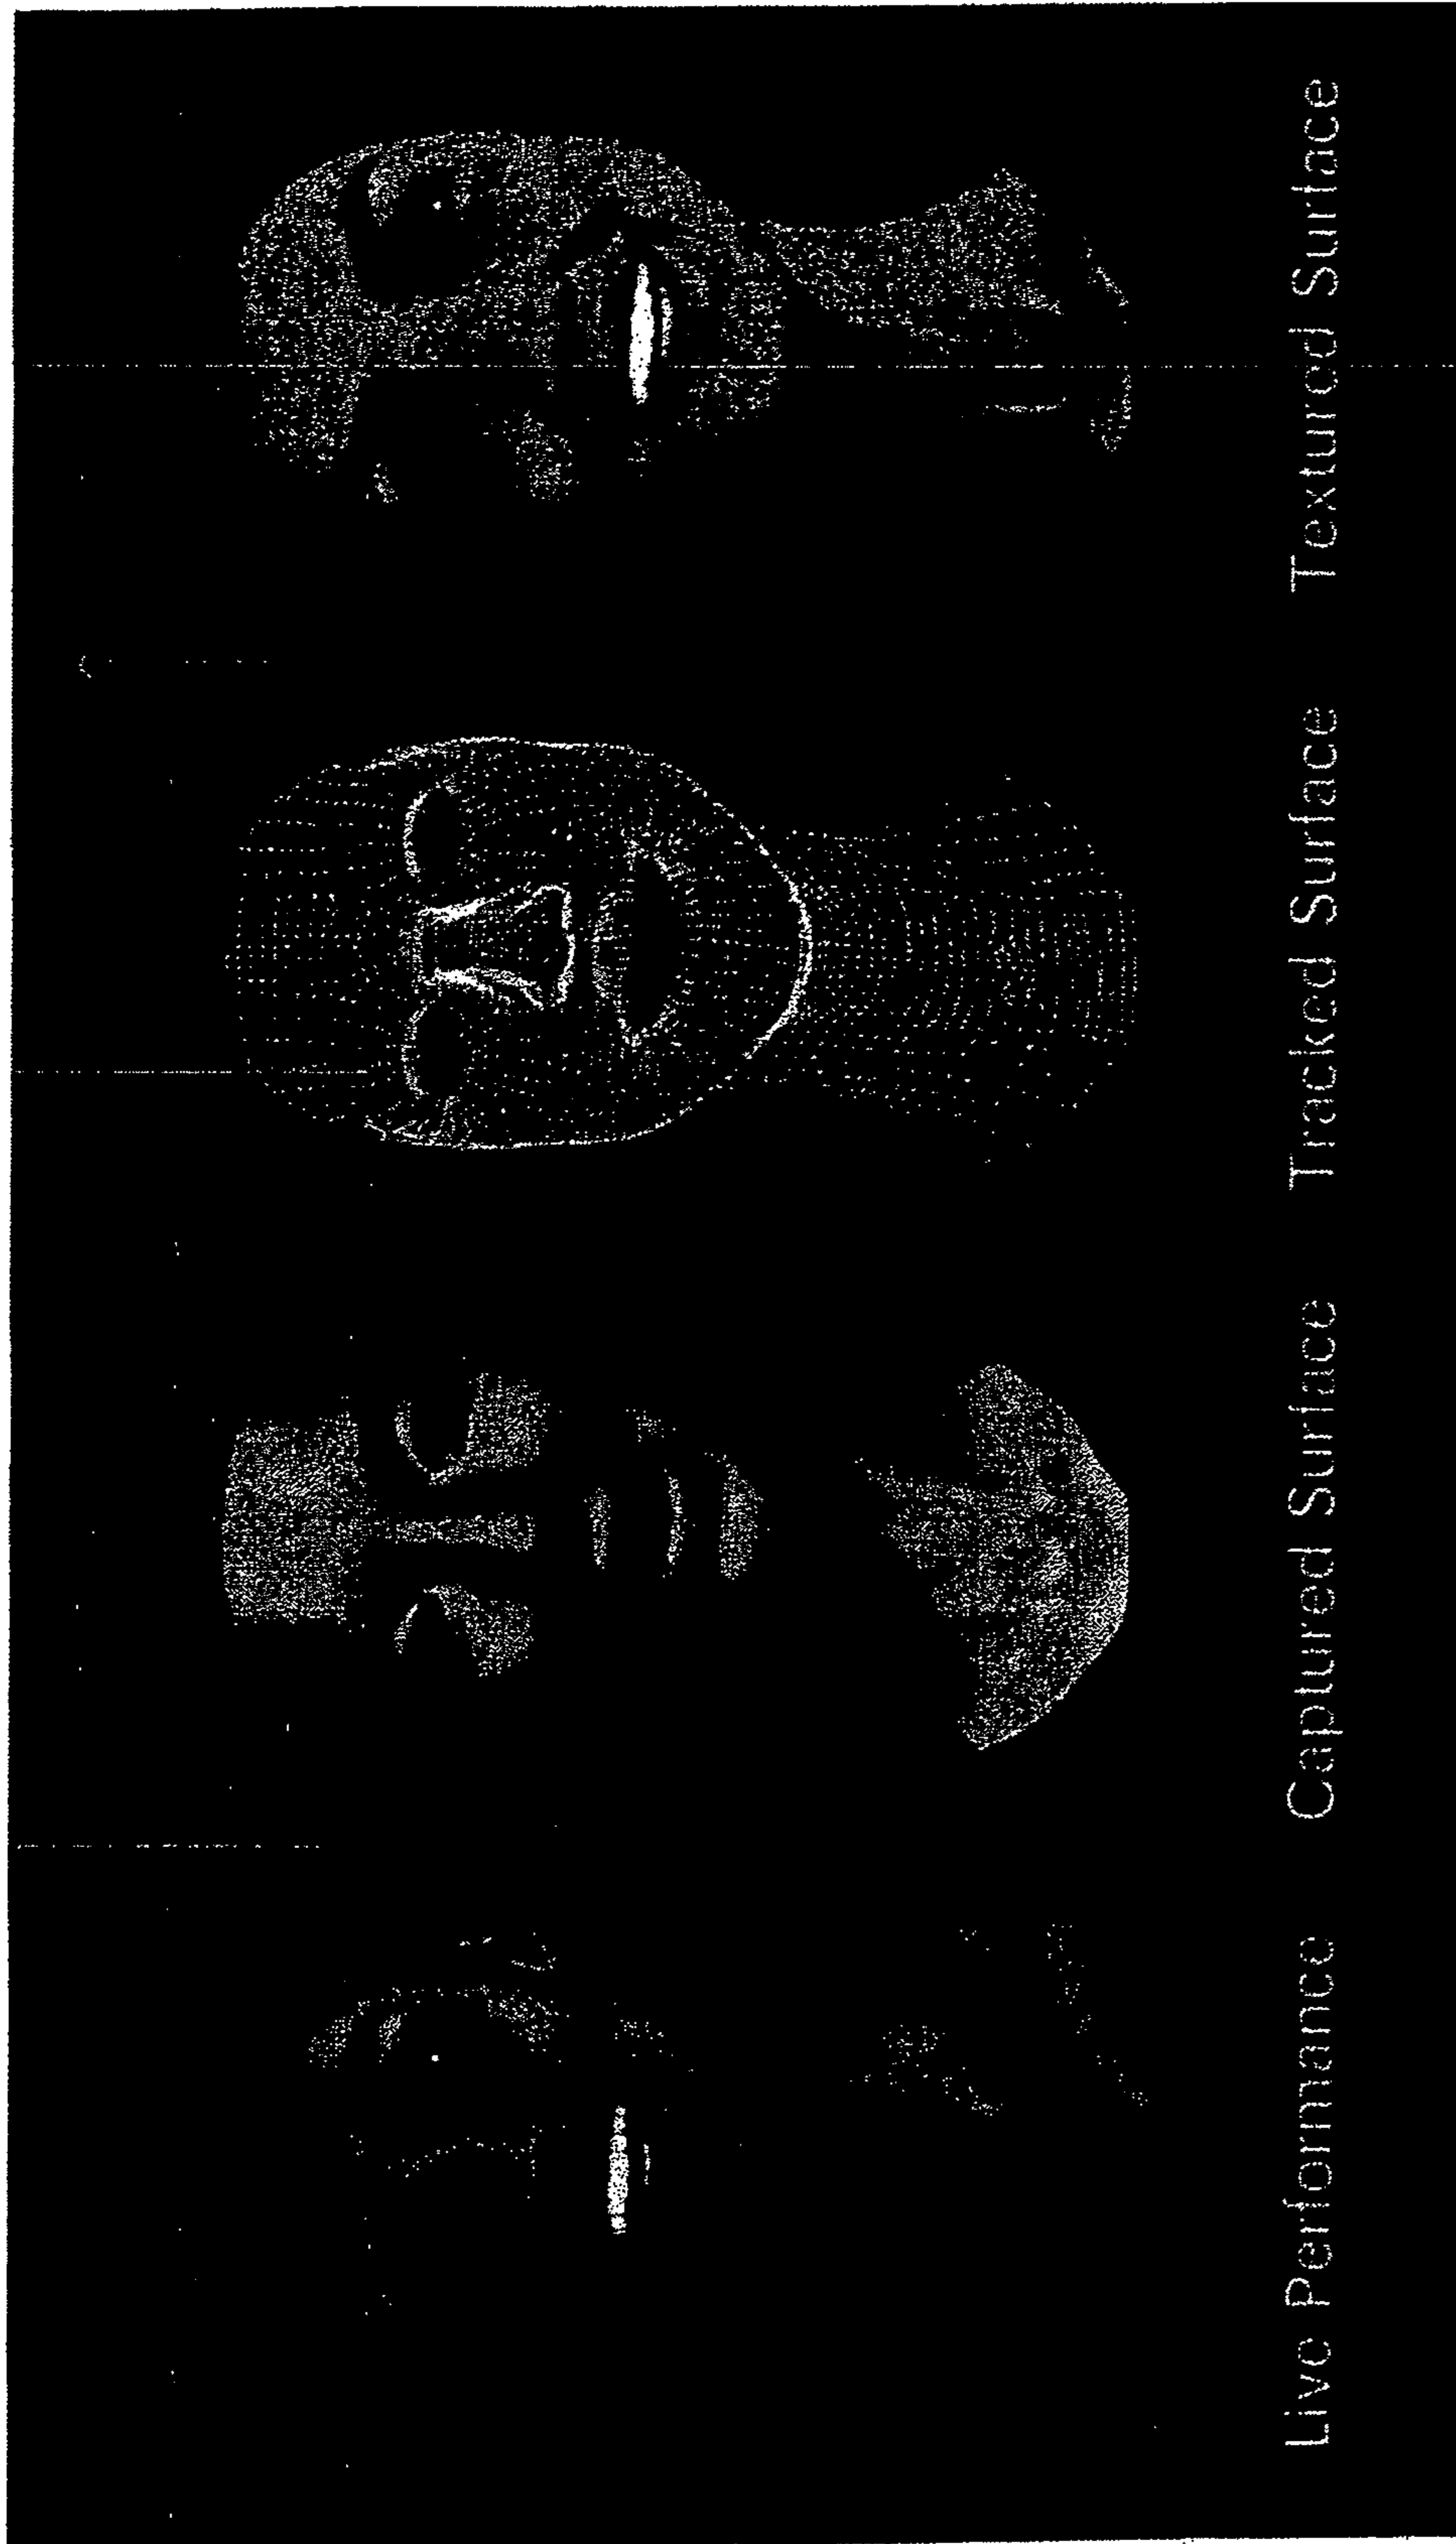 Live Performance
Captured Surface
Tracked Surface
Textured Surface